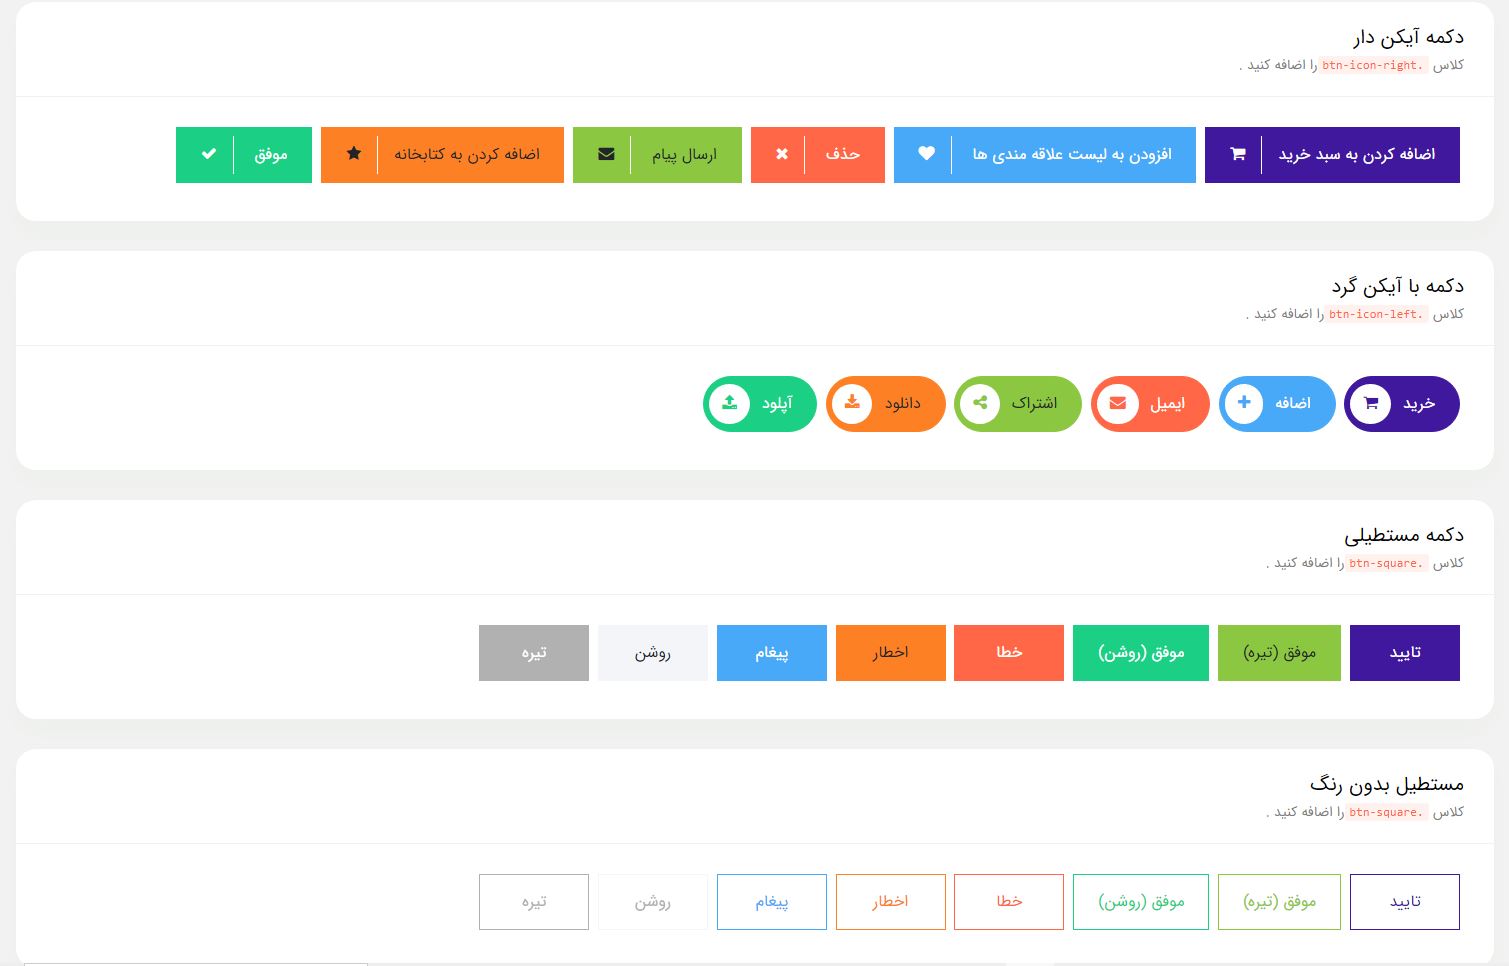 دکمه آیکن دار
کلاس .btn-icon-right را اضافه کنید .
اضافه کردن به سبد خرید
افزودن به لیست علاقه مندی ها
حذف
ارسال پیام
اضافه کردن به کتابخانه
موفق
دکمه با آیکن گرد
کلاس .btn-icon-left را اضافه کنید .
خرید
اضافه
ایمیل
اشتراک
دانلود
آپلود
دکمه مستطیلی
کلاس .btn-square را اضافه کنید .
تایید
موفق (تیره)
موفق (روشن)
خطا
اخطار
پیغام
روشن
تیره
مستطیل بدون رنگ
کلاس .btn-square را اضافه کنید .
تایید
موفق (تیره)
موفق (روشن)
خطا
اخطار
پیغام
روشن
تیره